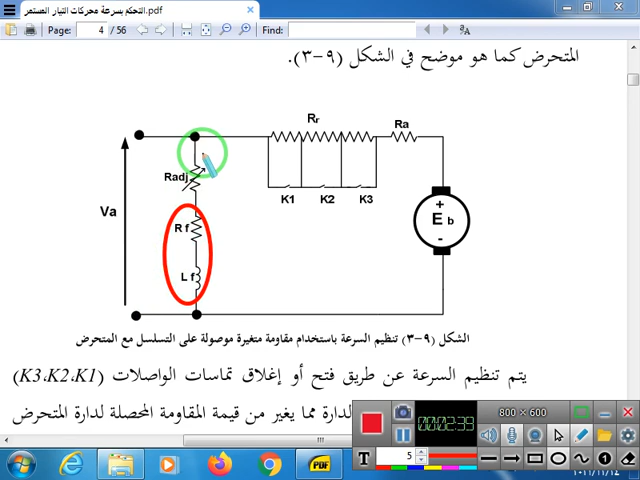 التحكم بسرعة محركات التيار المستمر.pdf
Page: 4 / 56 Find:
المتحرض كما هو موضح في الشكل (٩-٣).
Rr
Ra
Radj
K1 K2 K3
Va
R f
E b
+
-
L f
الشكل (٩-٣) تنظيم السرعة باستخدام مقاومة متغيرة موصولة على التسلسل مع المتحرض
يتم تنظيم السرعة عن طريق فتح أو إغلاق تماسات الواصلات (K3،K2،K1)
الدارة مما يغير من قيمة المقاومة المحصلة لدارة المتحرض
00:02:33
800 × 600
T 5
PDF